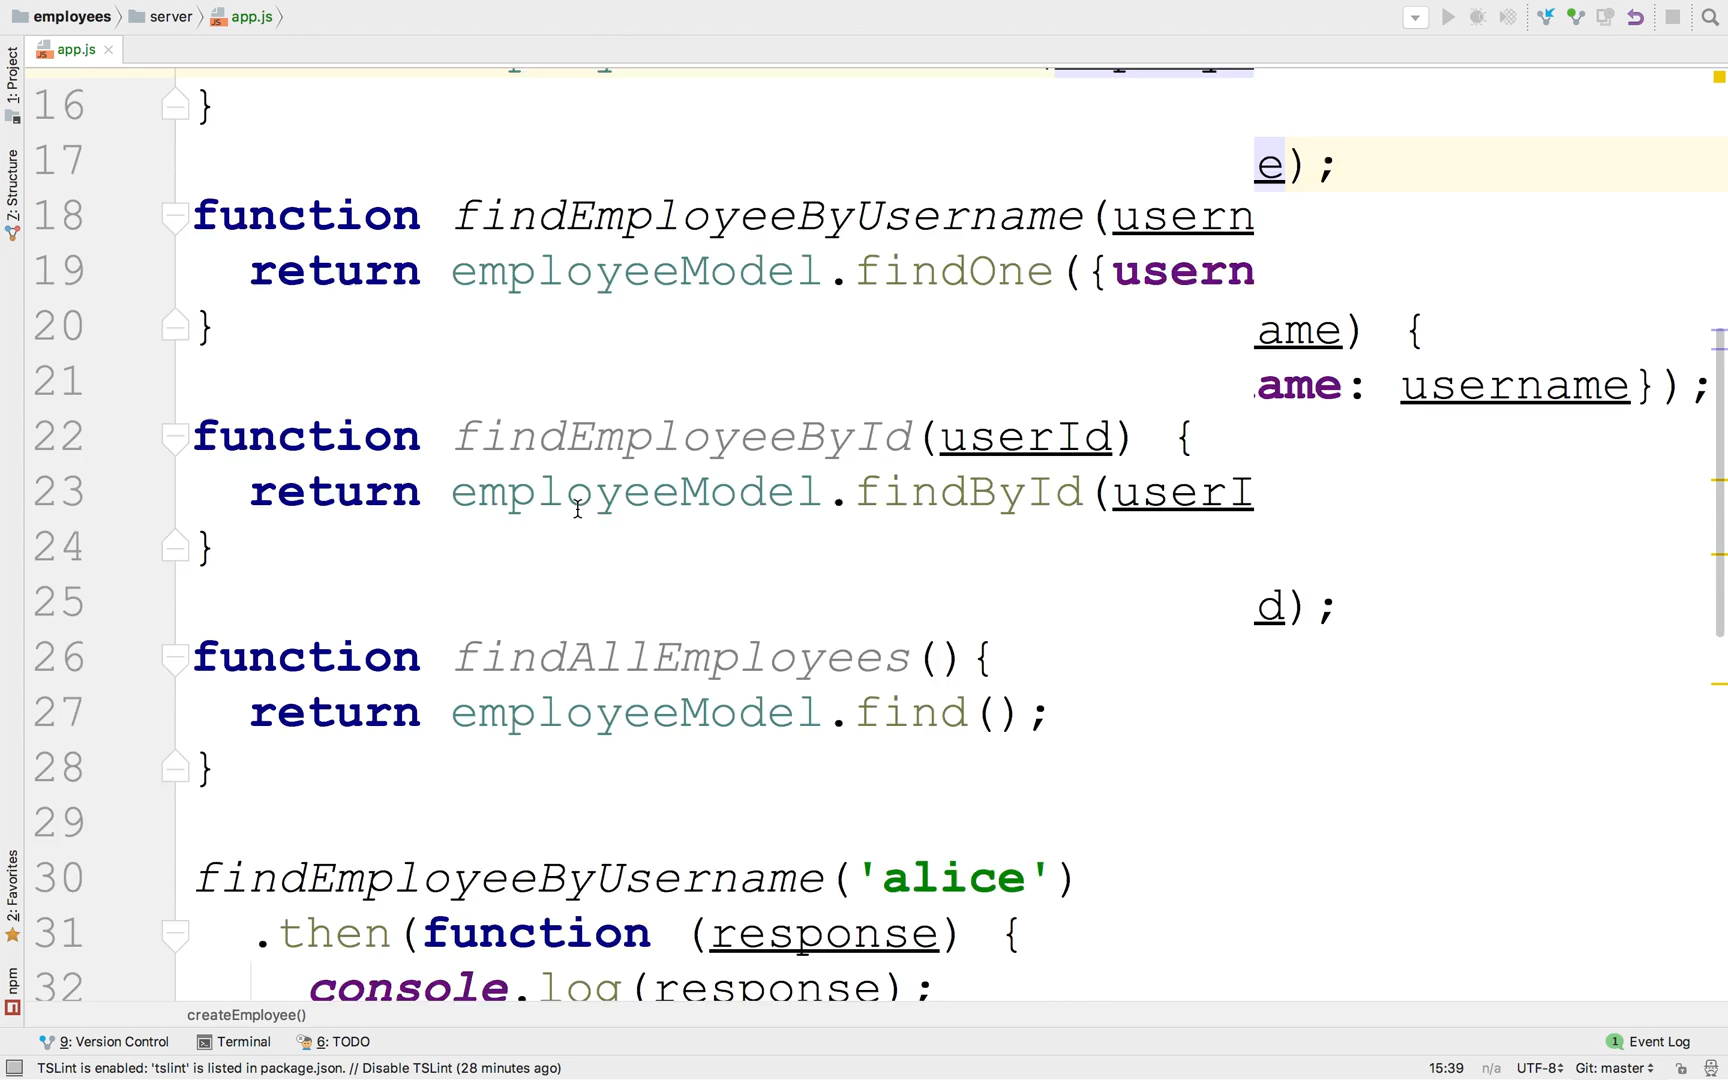 employees server app.js
app.js
1: Project
7: Structure
2: Favorites
npm
16 }
17 e);
18 function findEmployeeByUsername(usern
19 return employeeModel.findOne({usern
20 }
ame) {
21 ame: username});
22 function findEmployeeById(userId) {
23 return employeeModel.findById(userI
24 }
25 d);
26 function findAllEmployees(){
27 return employeeModel.find();
28 }
29
30 findEmployeeByUsername('alice')
31 .then(function (response) {
32 console.log(response);
createEmployee()
9: Version Control Terminal 6: TODO 1 Event Log
TSLint is enabled: 'tslint' is listed in package.json. // Disable TSLint (28 minutes ago) 15:39 n/a UTF-8 Git: master